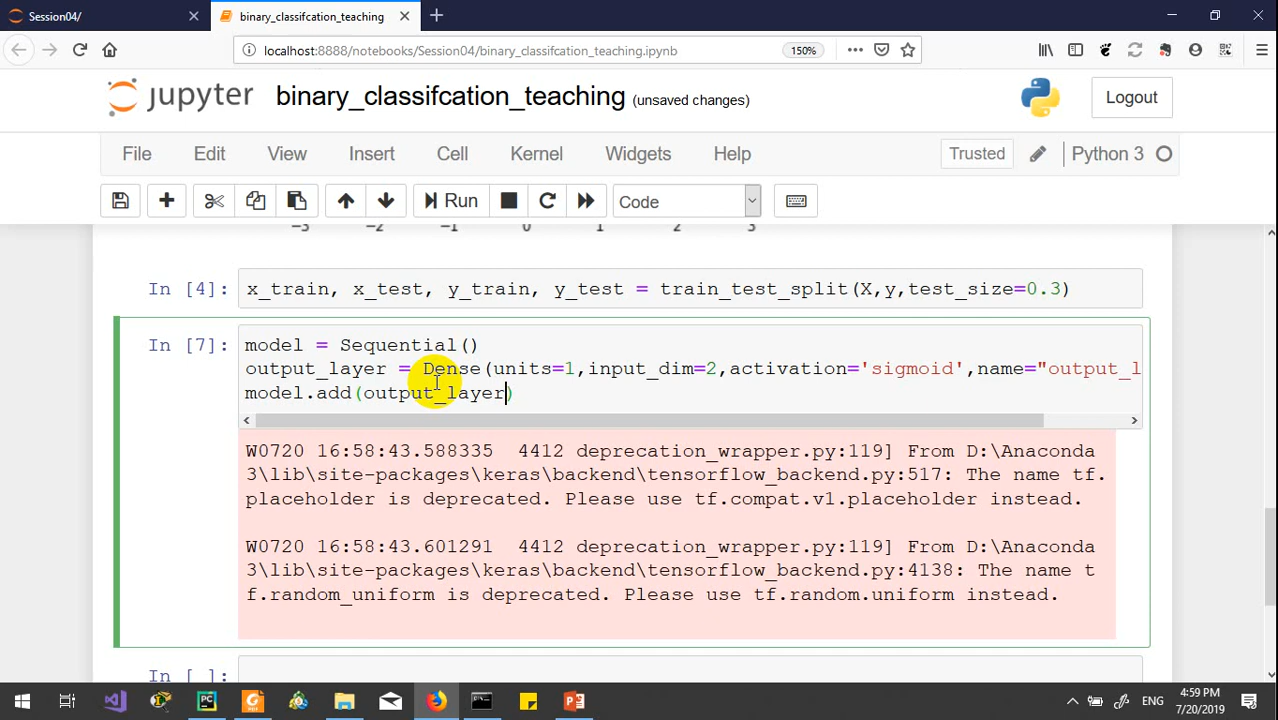 Session04/
binary_classifcation_teaching
localhost:8888/notebooks/Session04/binary_classifcation_teaching.ipynb
150%
jupyter binary_classifcation_teaching (unsaved changes)
Logout
File Edit View Insert Cell Kernel Widgets Help
Trusted
Python 3
Run
Code
-3 -2 -1 0 1 2 3
In [4]: x_train, x_test, y_train, y_test = train_test_split(X,y,test_size=0.3)
In [7]: model = Sequential()
output_layer = Dense(units=1,input_dim=2,activation='sigmoid',name="output_l
model.add(output_layer)
W0720 16:58:43.588335  4412 deprecation_wrapper.py:119] From D:\Anaconda
3\lib\site-packages\keras\backend\tensorflow_backend.py:517: The name tf.
placeholder is deprecated. Please use tf.compat.v1.placeholder instead.
W0720 16:58:43.601291  4412 deprecation_wrapper.py:119] From D:\Anaconda
3\lib\site-packages\keras\backend\tensorflow_backend.py:4138: The name t
f.random_uniform is deprecated. Please use tf.random.uniform instead.
In [ ]:
ENG
4:59 PM
7/20/2019